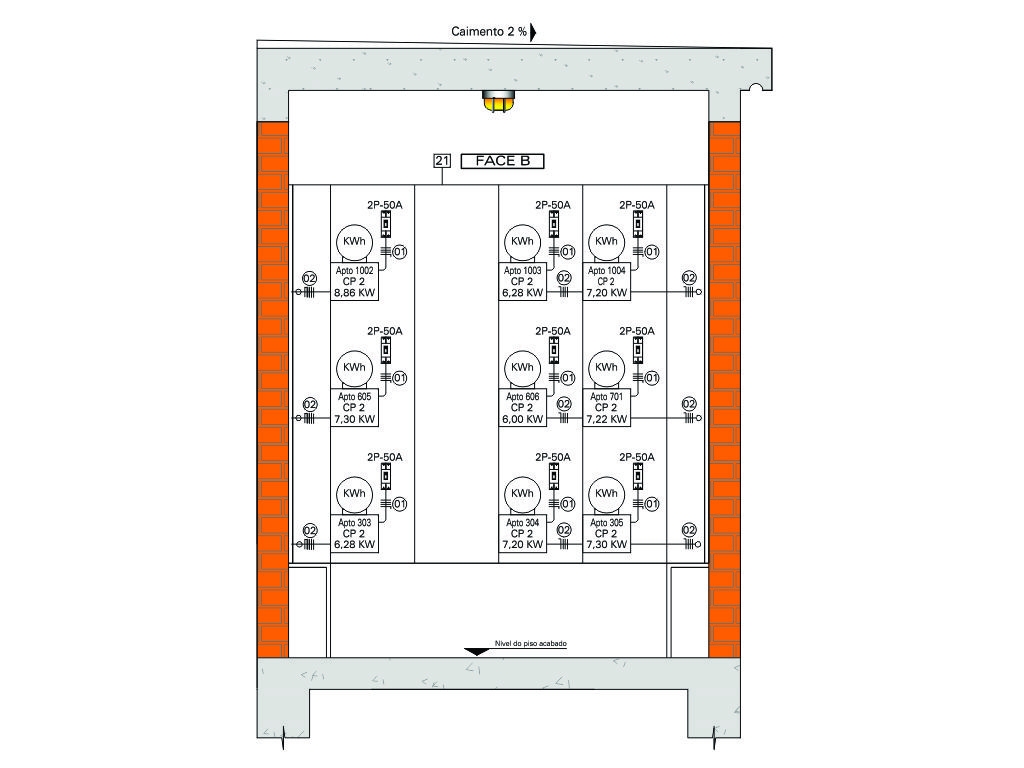 Caimento 2 %
21 FACE B
2P-50A 2P-50A 2P-50A
KWh 01 KWh 01 KWh 01
02 Apto 1002 Apto 1003 02 Apto 1004 02
CP 2 CP 2 CP 2
8,86 KW 6,28 KW 7,20 KW
2P-50A 2P-50A 2P-50A
KWh 01 KWh 01 KWh 01
02 Apto 605 Apto 606 02 Apto 701 02
CP 2 CP 2 CP 2
7,30 KW 6,00 KW 7,22 KW
2P-50A 2P-50A 2P-50A
KWh 01 KWh 01 KWh 01
02 Apto 303 Apto 304 02 Apto 305 02
CP 2 CP 2 CP 2
6,28 KW 7,20 KW 7,30 KW
Nivel do piso acabado